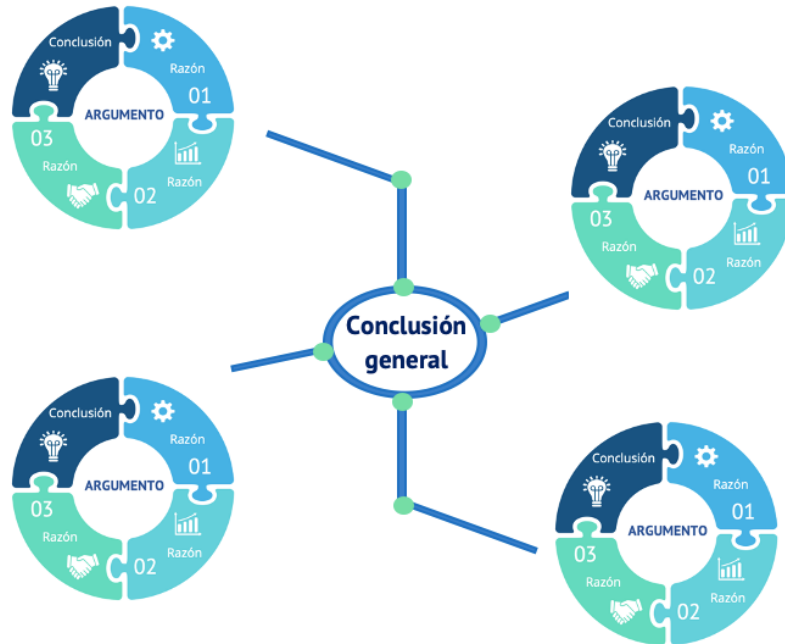 Conclusión
Razón
01
ARGUMENTO
03
Razón
02
Razón
Conclusión
Razón
01
ARGUMENTO
03
Razón
02
Razón
Conclusión
general
Conclusión
Razón
01
ARGUMENTO
03
Razón
02
Razón
Conclusión
Razón
01
ARGUMENTO
03
Razón
02
Razón